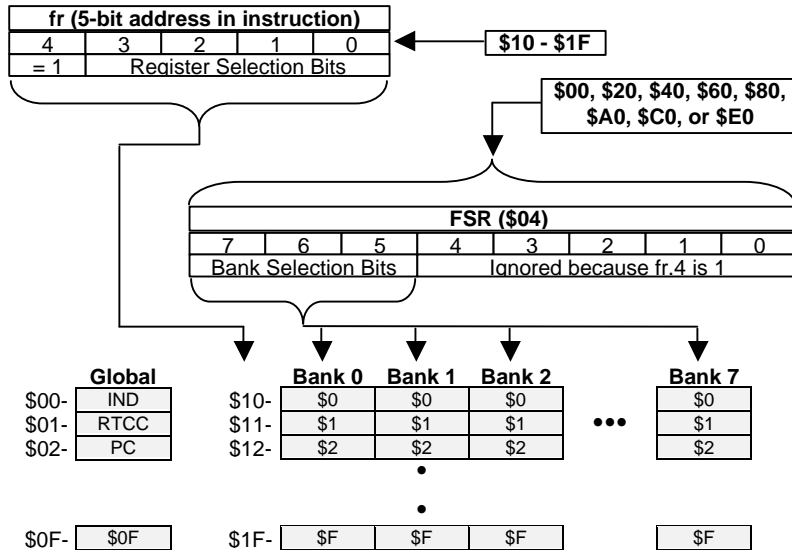 fr (5-bit address in instruction)
4 3 2 1 0
= 1 Register Selection Bits
$10 - $1F
$00, $20, $40, $60, $80,
$A0, $C0, or $E0
FSR ($04)
7 6 5 4 3 2 1 0
Bank Selection Bits Ignored because fr.4 is 1
Global Bank 0 Bank 1 Bank 2 Bank 7
$00- IND $10- $0 $0 $0 $0
$01- RTCC $11- $1 $1 $1 ••• $1
$02- PC $12- $2 $2 $2 $2
•
•
$0F- $0F $1F- $F $F $F $F